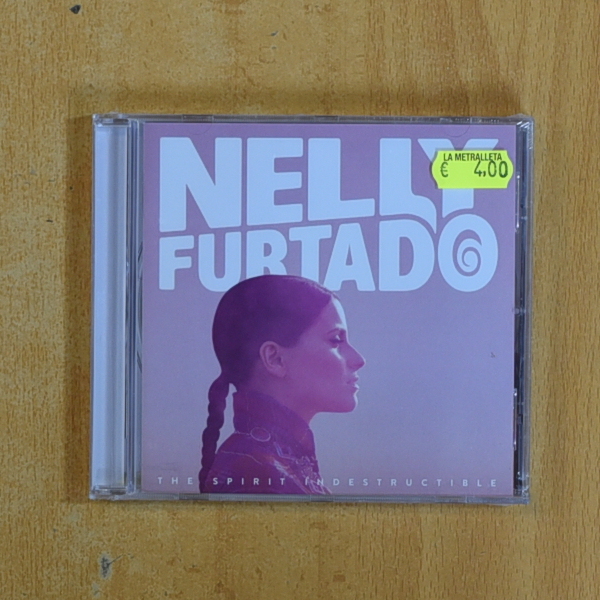 NELLY
LA METRALLETA
€ 4,00
FURTADO
THE SPIRIT INDESTRUCTIBLE